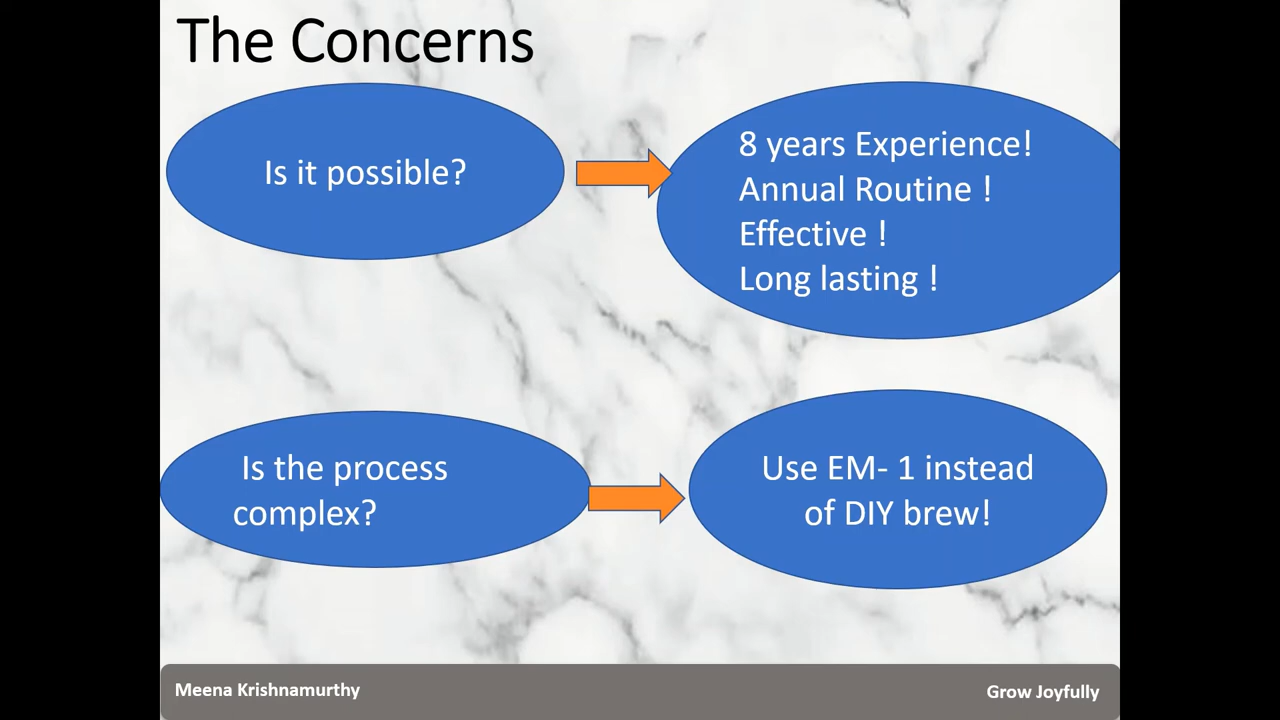 The Concerns
Is it possible?
8 years Experience!
Annual Routine !
Effective !
Long lasting !
Is the process
complex?
Use EM- 1 instead
of DIY brew!
Meena Krishnamurthy
Grow Joyfully